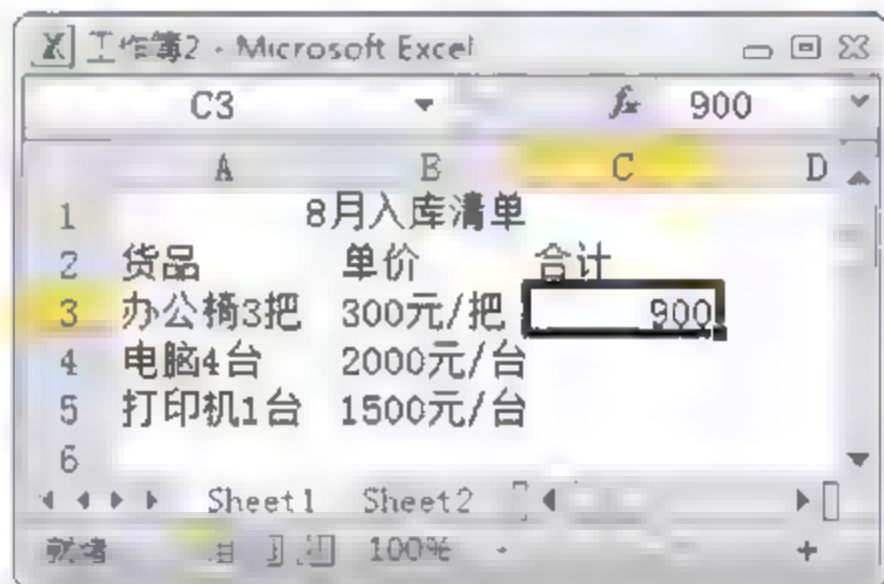 工作簿2 - Microsoft Excel
C3 fx 900
A B C D
1 8月入库清单
2 货品 单价 合计
3 办公椅3把 300元/把 900
4 电脑4台 2000元/台
5 打印机1台 1500元/台
6
Sheet1 Sheet2
就绪 100% - +